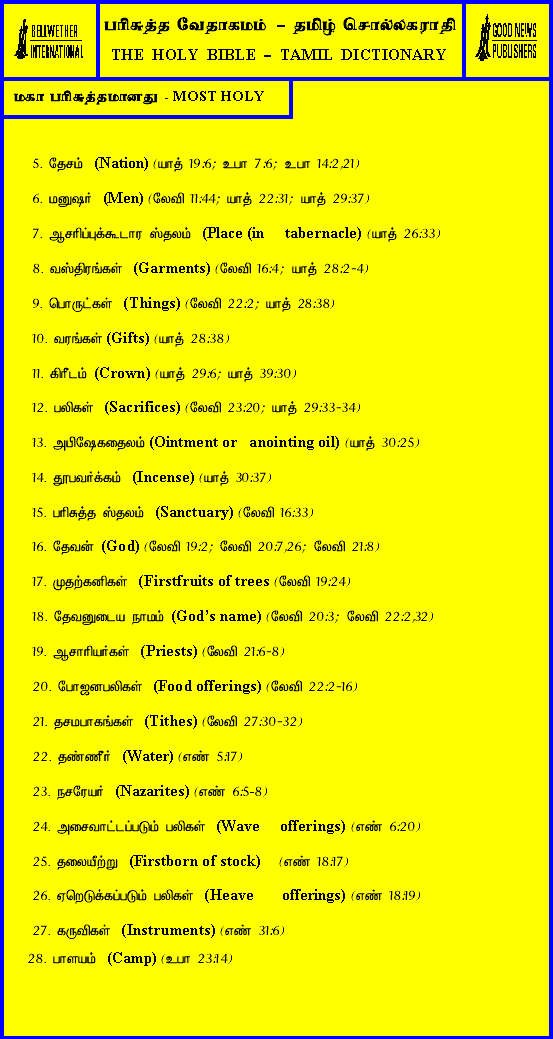 BELLWETHER INTERNATIONAL
பரிசுத்த வேதாகமம் – தமிழ் சொல்லகராதி
THE HOLY BIBLE – TAMIL DICTIONARY
GOOD NEWS PUBLISHERS
மகா பரிசுத்தமானது - MOST HOLY
5. தேசம் (Nation) (யாத் 19:6; உபா 7:6; உபா 14:2,21)
6. மனுஷர் (Men) (லேவி 11:44; யாத் 22:31; யாத் 29:37)
7. ஆசரிப்புக்கூடார ஸ்தலம் (Place (in tabernacle) (யாத் 26:33)
8. வஸ்திரங்கள் (Garments) (லேவி 16:4; யாத் 28:2-4)
9. பொருட்கள் (Things) (லேவி 22:2; யாத் 28:38)
10. வரங்கள் (Gifts) (யாத் 28:38)
11. கிரீடம் (Crown) (யாத் 29:6; யாத் 39:30)
12. பலிகள் (Sacrifices) (லேவி 23:20; யாத் 29:33-34)
13. அபிஷேகதைலம் (Ointment or anointing oil) (யாத் 30:25)
14. தூபவர்க்கம் (Incense) (யாத் 30:37)
15. பரிசுத்த ஸ்தலம் (Sanctuary) (லேவி 16:33)
16. தேவன் (God) (லேவி 19:2; லேவி 20:7,26; லேவி 21:8)
17. முதற்கனிகள் (Firstfruits of trees (லேவி 19:24)
18. தேவனுடைய நாமம் (God's name) (லேவி 20:3; லேவி 22:2,32)
19. ஆசாரியர்கள் (Priests) (லேவி 21:6-8)
20. போஜனபலிகள் (Food offerings) (லேவி 22:2-16)
21. தசமபாகங்கள் (Tithes) (லேவி 27:30-32)
22. தண்ணீர் (Water) (எண் 5:17)
23. நசரேயர் (Nazarites) (எண் 6:5-8)
24. அசைவாட்டப்படும் பலிகள் (Wave offerings) (எண் 6:20)
25. தலையீற்று (Firstborn of stock) (எண் 18:17)
26. ஏறெடுக்கப்படும் பலிகள் (Heave offerings) (எண் 18:19)
27. கருவிகள் (Instruments) (எண் 31:6)
28. பாளயம் (Camp) (உபா 23:14)